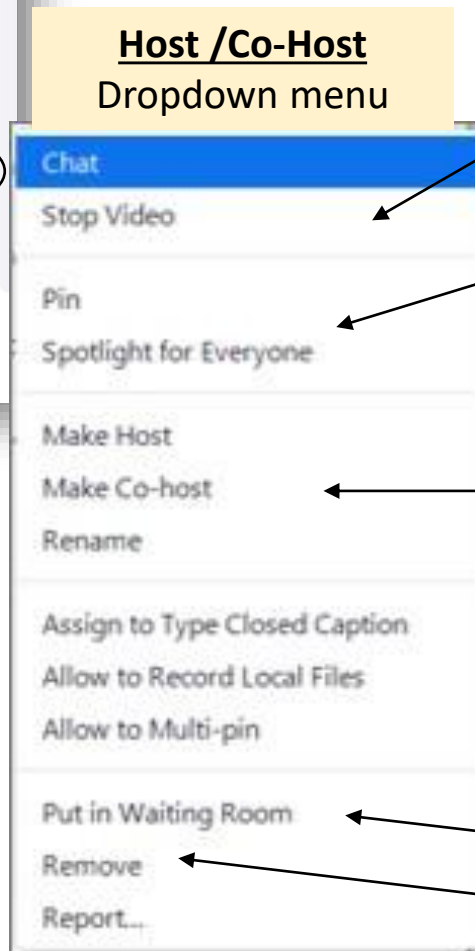 Host /Co-Host
Dropdown menu
Chat
Stop Video
Pin
Spotlight for Everyone
Make Host
Make Co-host
Rename
Assign to Type Closed Caption
Allow to Record Local Files
Allow to Multi-pin
Put in Waiting Room
Remove
Report...